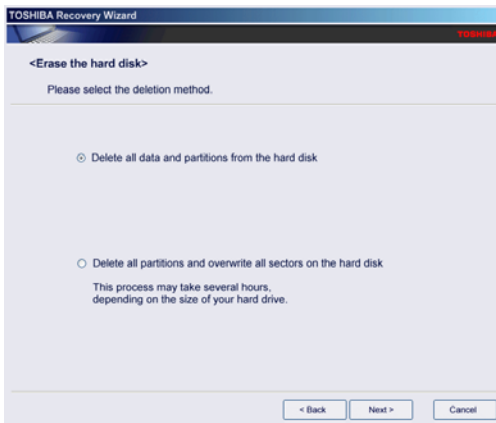 TOSHIBA Recovery Wizard
TOSHIBA
<Erase the hard disk>
Please select the deletion method.
Delete all data and partitions from the hard disk
Delete all partitions and overwrite all sectors on the hard disk
This process may take several hours,
depending on the size of your hard drive.
< Back Next > Cancel